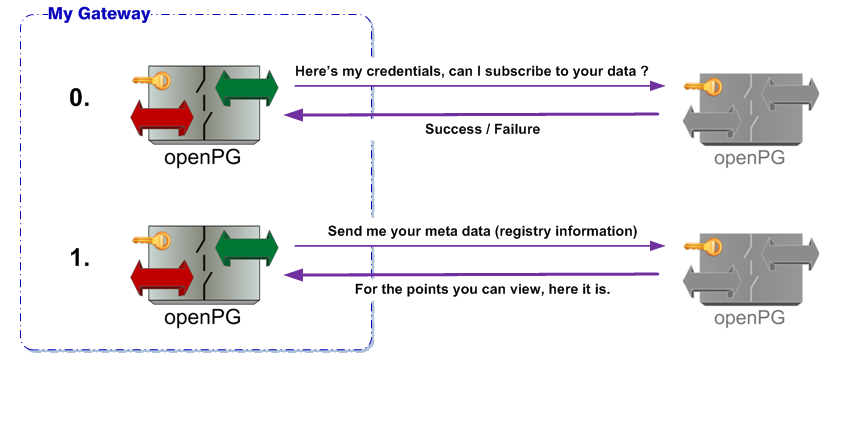 My Gateway
0.
Here's my credentials, can I subscribe to your data ?
Success / Failure
openPG
openPG
1.
Send me your meta data (registry information)
For the points you can view, here it is.
openPG
openPG